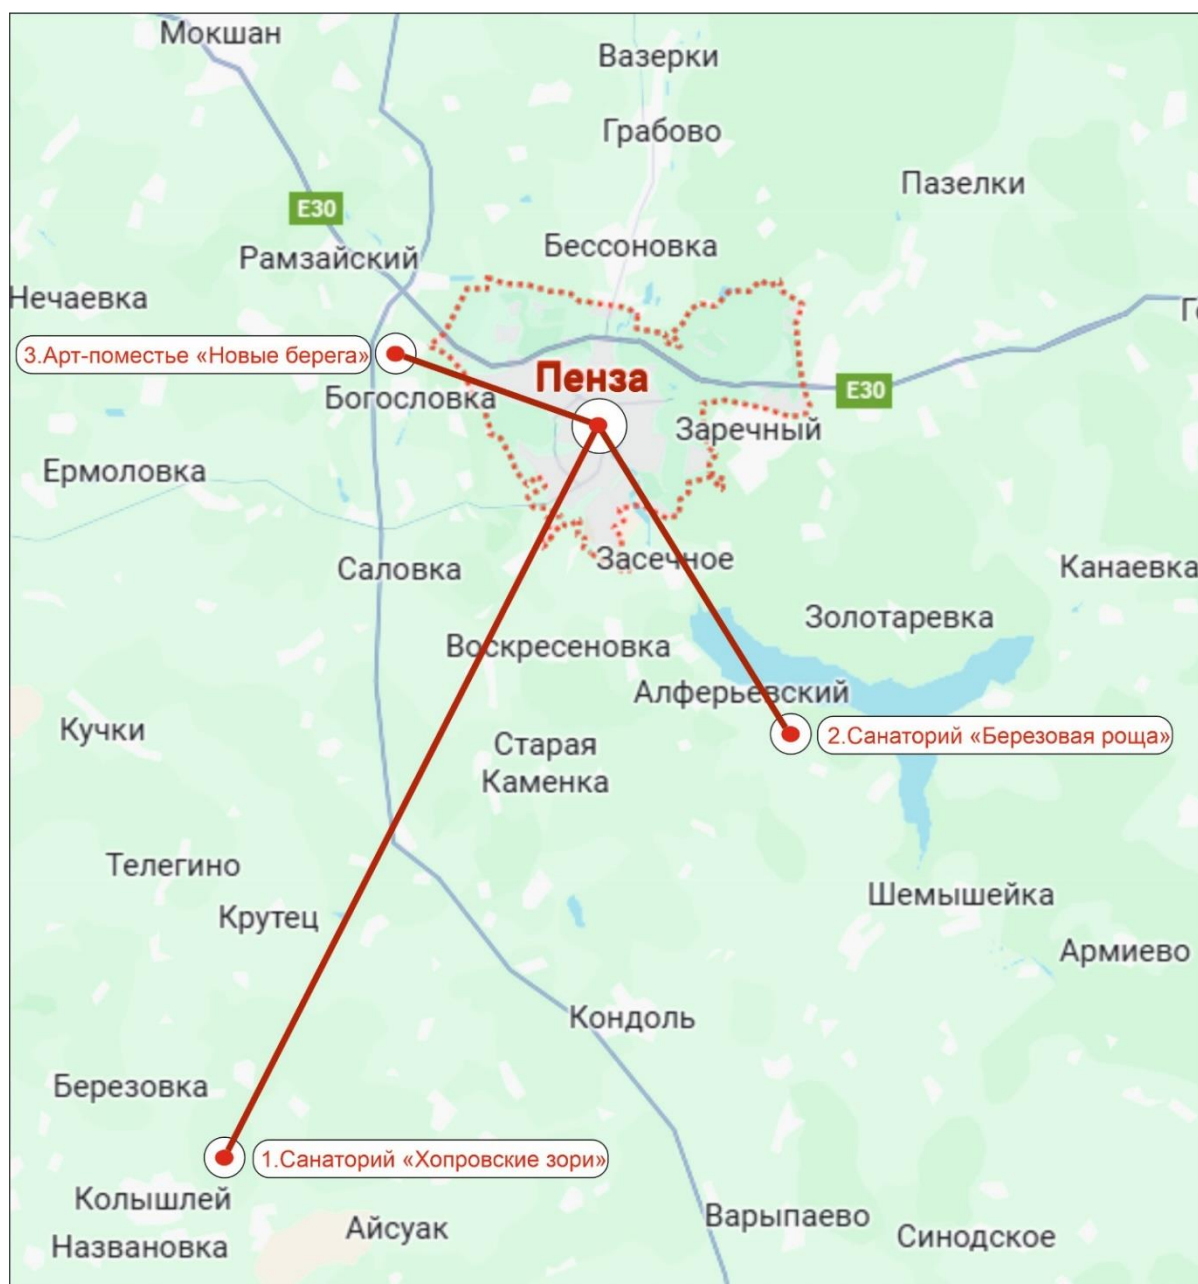 Мокшан
Вазерки
Грабово
Пазелки
E30
Бессоновка
Рамзайский
Нечаевка
Го
3.Арт-поместье «Новые берега»
Пенза
E30
Богословка
Заречный
Ермоловка
Засечное
Саловка
Канаевка
Золотаревка
Воскресеновка
Алферьевский
Кучки
2.Санаторий «Березовая роща»
Старая
Каменка
Телегино
Шемышейка
Крутец
Армиево
Кондоль
Березовка
1.Санаторий «Хопровские зори»
Колышлей
Айсуак
Варыпаево
Синодское
Названовка